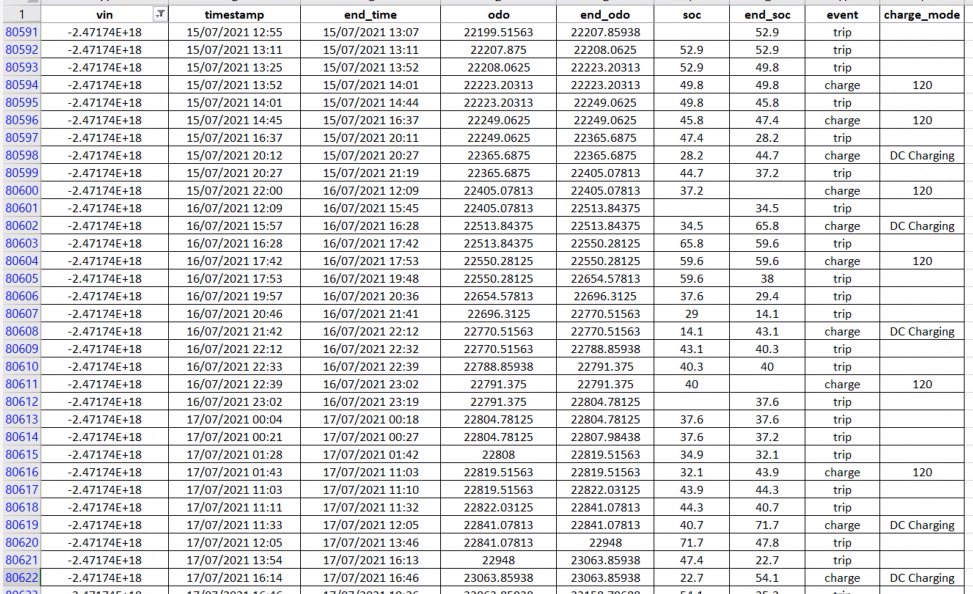 1 vin timestamp end_time odo end_odo soc end_soc event charge_mode
80591 -2.47174E+18 15/07/2021 12:55 15/07/2021 13:07 22199.51563 22207.85938 52.9 trip
80592 -2.47174E+18 15/07/2021 13:11 15/07/2021 13:11 22207.875 22208.0625 52.9 52.9 trip
80593 -2.47174E+18 15/07/2021 13:25 15/07/2021 13:52 22208.0625 22223.20313 52.9 49.8 trip
80594 -2.47174E+18 15/07/2021 13:52 15/07/2021 14:01 22223.20313 22223.20313 49.8 49.8 charge 120
80595 -2.47174E+18 15/07/2021 14:01 15/07/2021 14:44 22223.20313 22249.0625 49.8 45.8 trip
80596 -2.47174E+18 15/07/2021 14:45 15/07/2021 16:37 22249.0625 22249.0625 45.8 47.4 charge 120
80597 -2.47174E+18 15/07/2021 16:37 15/07/2021 20:11 22249.0625 22365.6875 47.4 28.2 trip
80598 -2.47174E+18 15/07/2021 20:12 15/07/2021 20:27 22365.6875 22365.6875 28.2 44.7 charge DC Charging
80599 -2.47174E+18 15/07/2021 20:27 15/07/2021 21:19 22365.6875 22405.07813 44.7 37.2 trip
80600 -2.47174E+18 15/07/2021 22:00 16/07/2021 12:09 22405.07813 22405.07813 37.2 charge 120
80601 -2.47174E+18 16/07/2021 12:09 16/07/2021 15:45 22405.07813 22513.84375 34.5 trip
80602 -2.47174E+18 16/07/2021 15:57 16/07/2021 16:28 22513.84375 22513.84375 34.5 65.8 charge DC Charging
80603 -2.47174E+18 16/07/2021 16:28 16/07/2021 17:42 22513.84375 22550.28125 65.8 59.6 trip
80604 -2.47174E+18 16/07/2021 17:42 16/07/2021 17:53 22550.28125 22550.28125 59.6 59.6 charge 120
80605 -2.47174E+18 16/07/2021 17:53 16/07/2021 19:48 22550.28125 22654.57813 59.6 38 trip
80606 -2.47174E+18 16/07/2021 19:57 16/07/2021 20:36 22654.57813 22696.3125 37.6 29.4 trip
80607 -2.47174E+18 16/07/2021 20:46 16/07/2021 21:41 22696.3125 22770.51563 29 14.1 trip
80608 -2.47174E+18 16/07/2021 21:42 16/07/2021 22:12 22770.51563 22770.51563 14.1 43.1 charge DC Charging
80609 -2.47174E+18 16/07/2021 22:12 16/07/2021 22:32 22770.51563 22788.85938 43.1 40.3 trip
80610 -2.47174E+18 16/07/2021 22:33 16/07/2021 22:39 22788.85938 22791.375 40.3 40 trip
80611 -2.47174E+18 16/07/2021 22:39 16/07/2021 23:02 22791.375 22791.375 40 charge 120
80612 -2.47174E+18 16/07/2021 23:02 16/07/2021 23:19 22791.375 22804.78125 37.6 trip
80613 -2.47174E+18 17/07/2021 00:04 17/07/2021 00:18 22804.78125 22804.78125 37.6 37.6 trip
80614 -2.47174E+18 17/07/2021 00:21 17/07/2021 00:27 22804.78125 22807.98438 37.6 37.2 trip
80615 -2.47174E+18 17/07/2021 01:28 17/07/2021 01:42 22808 22819.51563 34.9 32.1 trip
80616 -2.47174E+18 17/07/2021 01:43 17/07/2021 11:03 22819.51563 22819.51563 32.1 43.9 charge 120
80617 -2.47174E+18 17/07/2021 11:03 17/07/2021 11:10 22819.51563 22822.03125 43.9 44.3 trip
80618 -2.47174E+18 17/07/2021 11:11 17/07/2021 11:32 22822.03125 22841.07813 44.3 40.7 trip
80619 -2.47174E+18 17/07/2021 11:33 17/07/2021 12:05 22841.07813 22841.07813 40.7 71.7 charge DC Charging
80620 -2.47174E+18 17/07/2021 12:05 17/07/2021 13:46 22841.07813 22948 71.7 47.8 trip
80621 -2.47174E+18 17/07/2021 13:54 17/07/2021 16:13 22948 23063.85938 47.4 22.7 trip
80622 -2.47174E+18 17/07/2021 16:14 17/07/2021 16:46 23063.85938 23063.85938 22.7 54.1 charge DC Charging